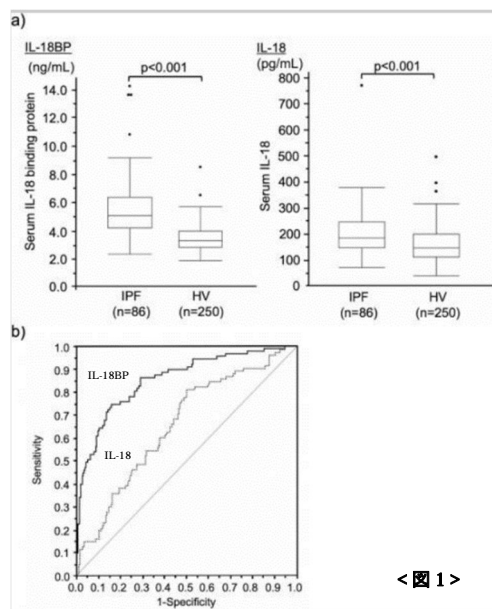 a)
IL-18BP
(ng/mL)
p<0.001
14.0
12.0
10.0
8.0
6.0
4.0
2.0
0.0
Serum IL-18 binding protein
IPF
(n=86)
HV
(n=250)
IL-18
(pg/mL)
p<0.001
800
700
600
500
400
300
200
100
0
Serum IL-18
IPF
(n=86)
HV
(n=250)
b)
1.0
0.9
0.8
0.7
0.6
0.5
0.4
0.3
0.2
0.1
0.0
Sensitivity
IL-18BP
IL-18
0.0 0.1 0.2 0.3 0.4 0.5 0.6 0.7 0.8 0.9 1.0
1-Specificity
<図1>